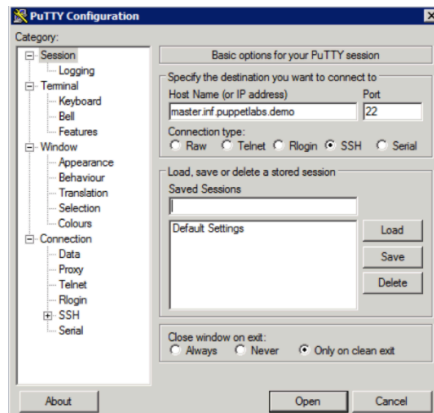 PuTTY Configuration
Category:
Session
Logging
Terminal
Keyboard
Bell
Features
Window
Appearance
Behaviour
Translation
Selection
Colours
Connection
Data
Proxy
Telnet
Rlogin
SSH
Serial
Basic options for your PuTTY session
Specify the destination you want to connect to
Host Name (or IP address) Port
master.inf.puppetlabs.demo 22
Connection type:
Raw Telnet Rlogin SSH Serial
Load, save or delete a stored session
Saved Sessions
Default Settings
Load
Save
Delete
Close window on exit:
Always Never Only on clean exit
About Open Cancel